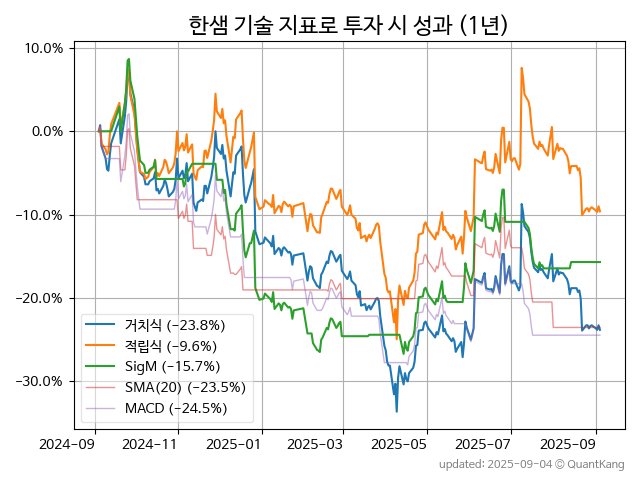 한샘 기술 지표로 투자 시 성과 (1년)
10.0%
0.0%
−10.0%
−20.0%
−30.0%
거치식 (−23.8%)
적립식 (−9.6%)
SigM (−15.7%)
SMA(20) (−23.5%)
MACD (−24.5%)
2024-09 2024-11 2025-01 2025-03 2025-05 2025-07 2025-09
updated: 2025-09-04 © QuantKang